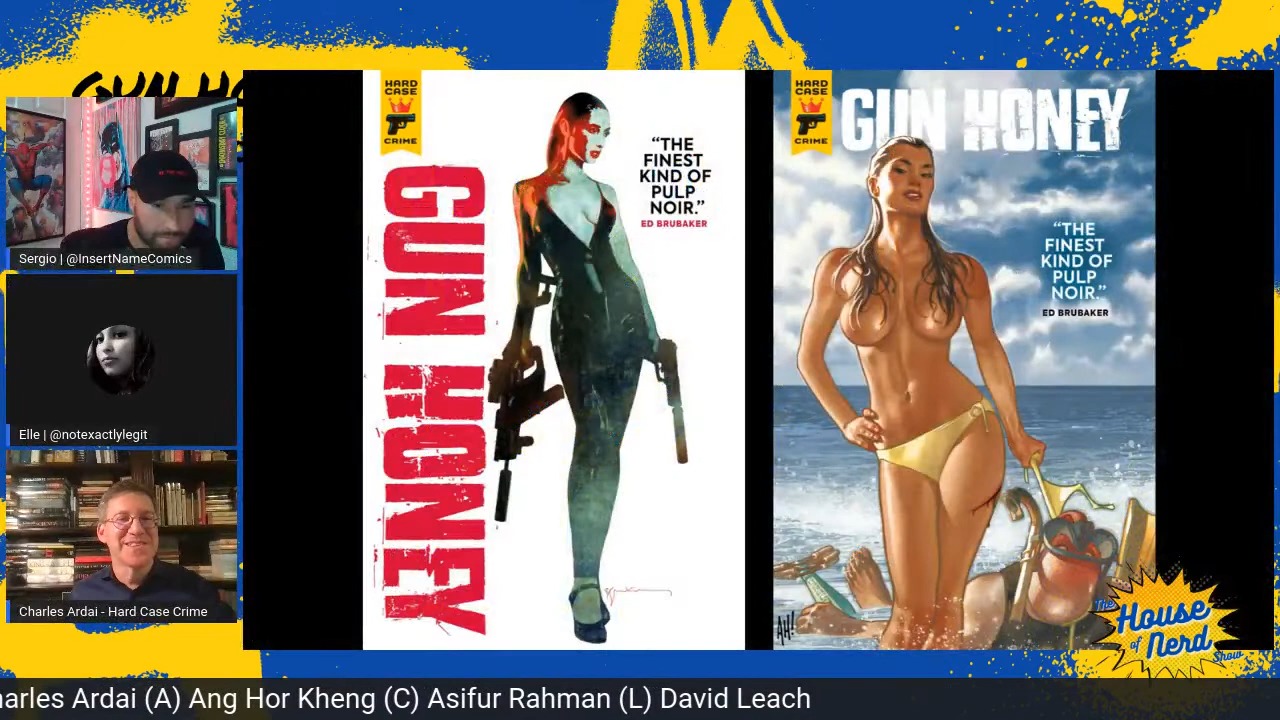 GUN HO
Sergio | @InsertNameComics
Elle | @notexactlylegit
Charles Ardai - Hard Case Crime
HARD
CASE
CRIME
GUN HONEY
“THE
FINEST
KIND OF
PULP
NOIR.”
ED BRUBAKER
HARD
CASE
CRIME
GUN HONEY
“THE
FINEST
KIND OF
PULP
NOIR.”
ED BRUBAKER
AH!
The
House
of
Nerd
Show
harles Ardai (A) Ang Hor Kheng (C) Asifur Rahman (L) David Leach